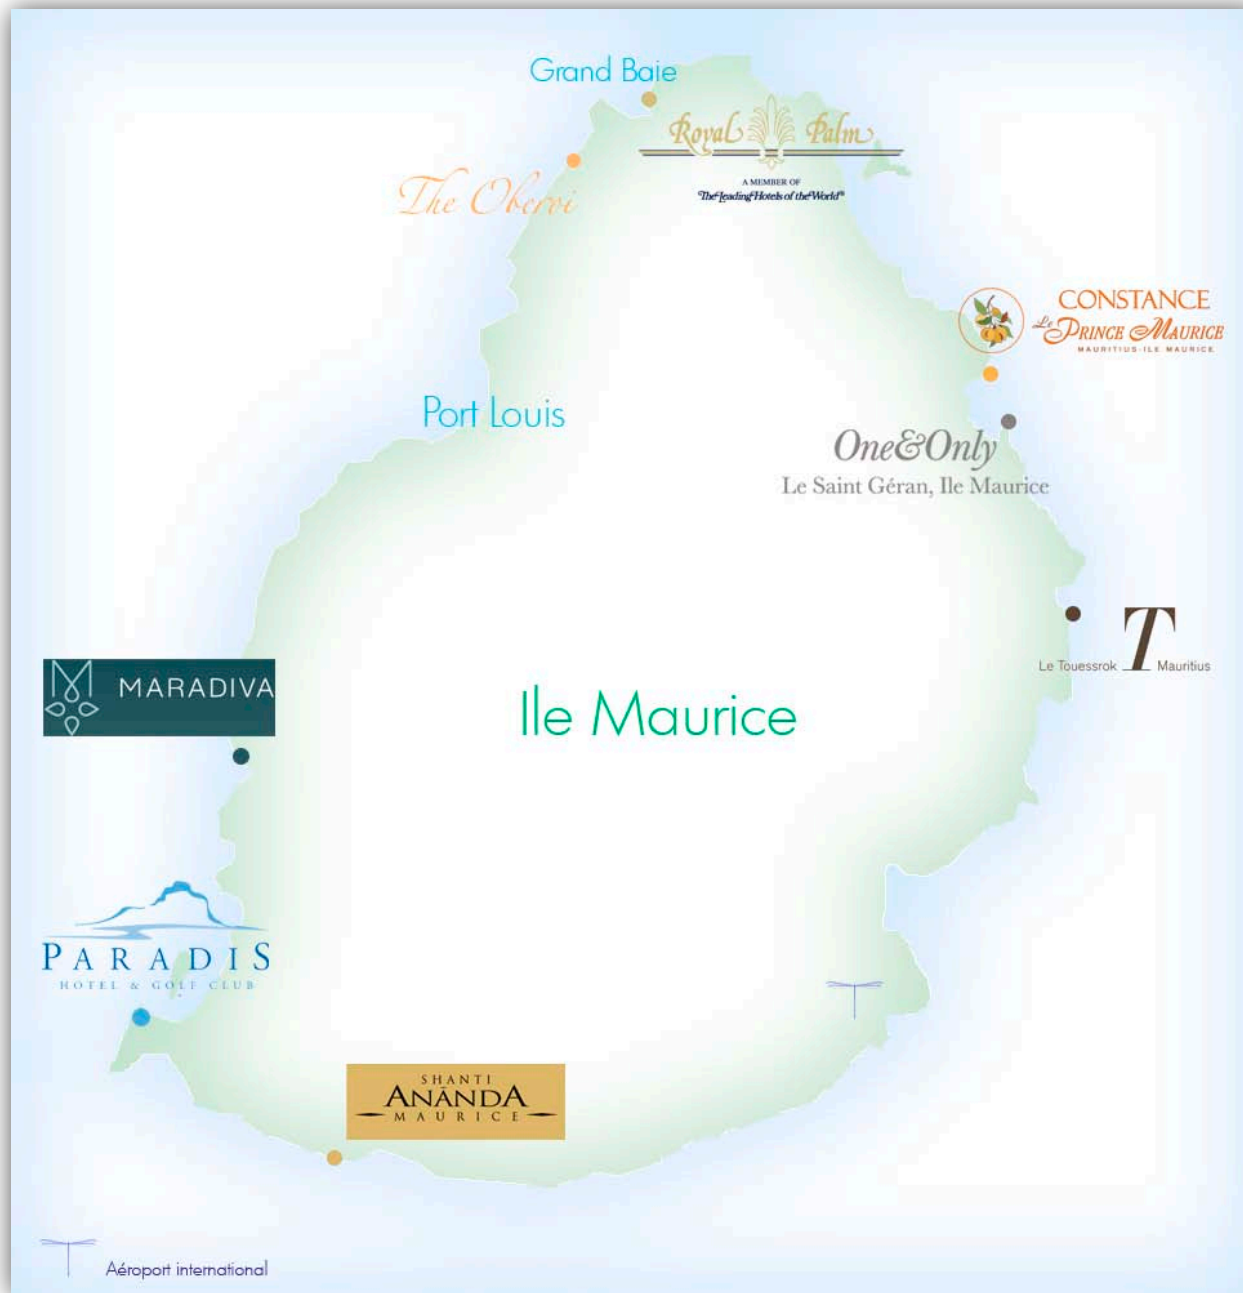 Grand Baie
Royal Palm
A MEMBER OF
The Leading Hotels of the World®
The Oberoi
CONSTANCE
Le PRINCE MAURICE
MAURITIUS-ILE MAURICE
Port Louis
One&Only
Le Saint Géran, Ile Maurice
Le Touessrok T Mauritius
MARADIVA
Ile Maurice
PARADIS
HOTEL & GOLF CLUB
SHANTI
ANĀNDA
MAURICE
Aéroport international